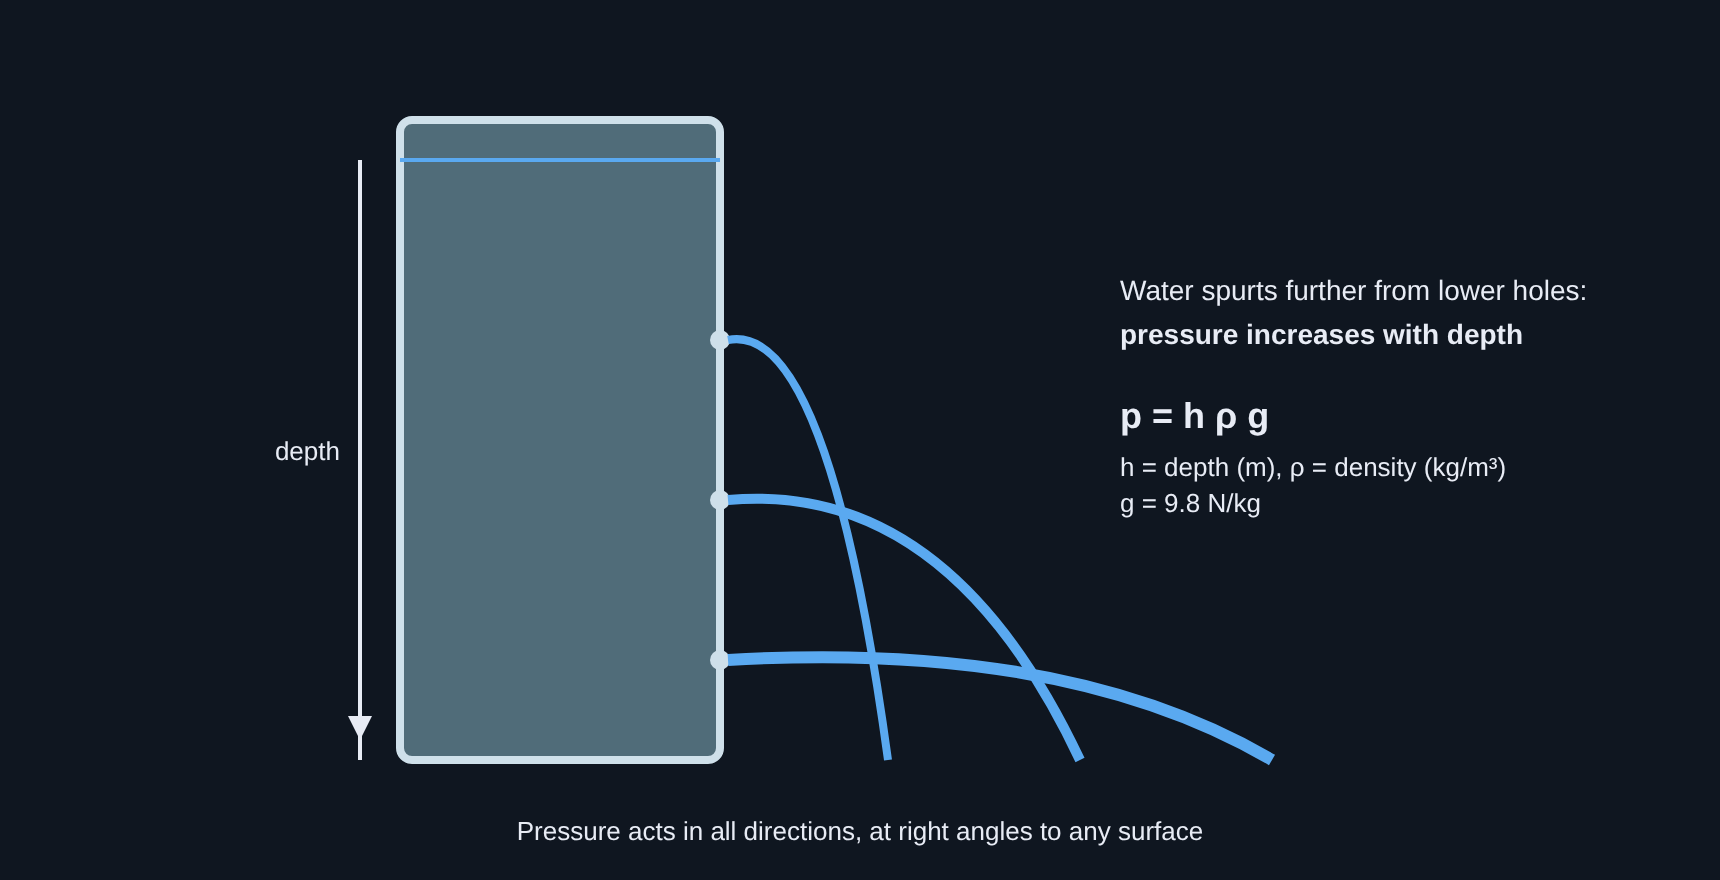 Water spurts further from lower holes:
pressure increases with depth
p = h ρ g
depth
h = depth (m), ρ = density (kg/m³)
g = 9.8 N/kg
Pressure acts in all directions, at right angles to any surface